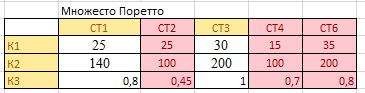 Множесто Поретто
СТ1 СТ2 СТ3 СТ4 СТ6
К1 25 25 30 15 35
К2 140 100 200 100 200
К3 0,8 0,45 1 0,7 0,8